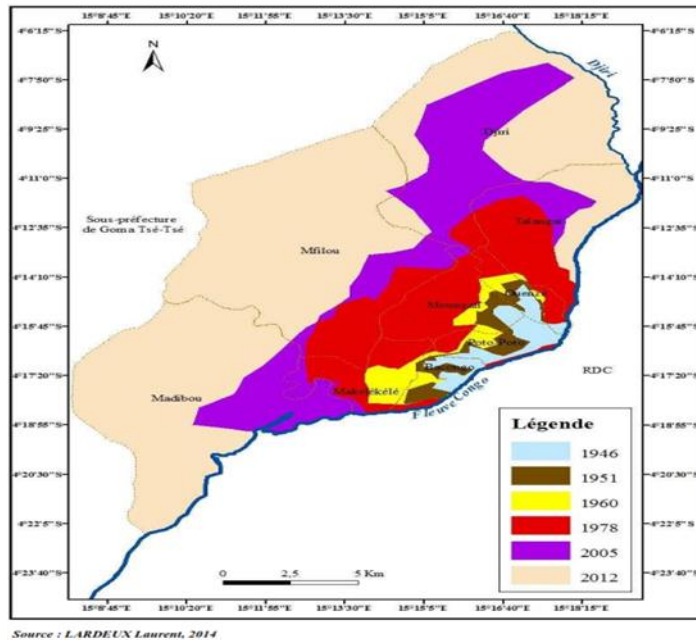 15°8'45"E 15°10'20"E 15°11'55"E 15°13'30"E 15°15'5"E 15°16'40"E 15°18'15"E
4°6'15"S 4°6'15"S
N
Djiri
4°7'50"S 4°7'50"S
4°9'25"S Djiri 4°9'25"S
4°11'0"S 4°11'0"S
Sous-préfecture
de Goma Tsé-Tsé
Talangaï
4°12'35"S 4°12'35"S
Mfilou
4°14'10"S 4°14'10"S
Ouenzé
Moungali
4°15'45"S 4°15'45"S
Poto Poto
4°17'20"S Bacongo RDC 4°17'20"S
Madibou Makélékélé
Fleuve Congo
4°18'55"S 4°18'55"S
Légende
1946
4°20'30"S 4°20'30"S
1951
1960
4°22'5"S 4°22'5"S
1978
2005
4°23'40"S 4°23'40"S
0 2,5 5 Km
2012
15°8'45"E 15°10'20"E 15°11'55"E 15°13'30"E 15°15'5"E 15°16'40"E 15°18'15"E
Source : LARDEUX Laurent, 2014